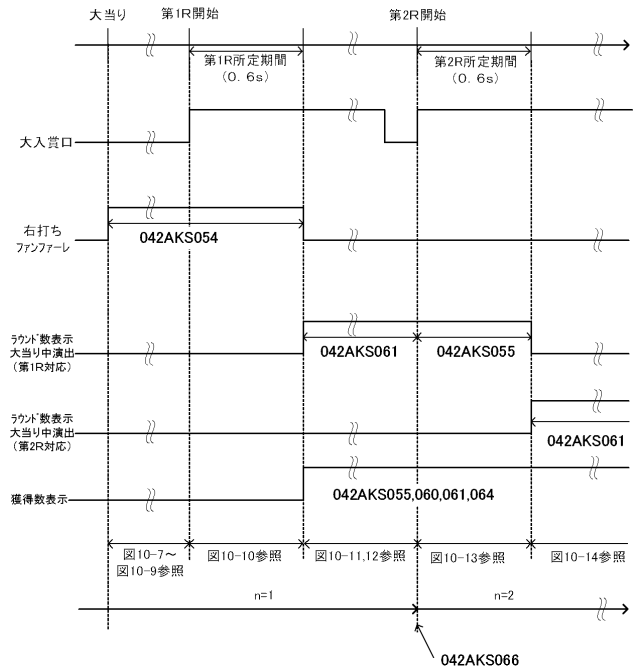 大当り
第1R開始
第2R開始
第1R所定期間
(0. 6s)
第2R所定期間
(0. 6s)
大入賞口
右打ち
ファンファーレ
042AKS054
ラウンド数表示
大当り中演出
(第1R対応)
042AKS061
042AKS055
ラウンド数表示
大当り中演出
(第2R対応)
042AKS061
獲得数表示
042AKS055,060,061,064
図10-7～
図10-9参照
図10-10参照
図10-11,12参照
図10-13参照
図10-14参照
n=1
n=2
042AKS066